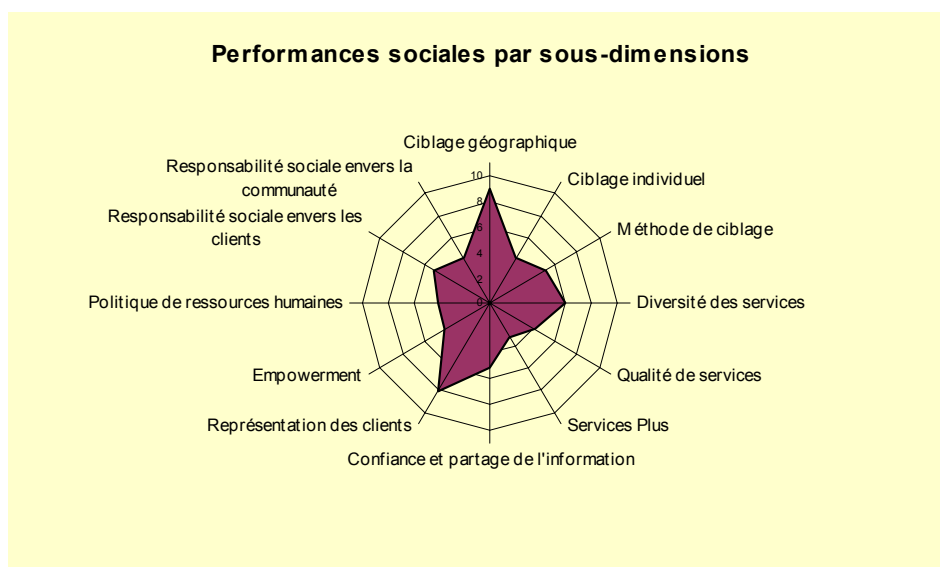 Performances sociales par sous-dimensions
Ciblage géographique
Responsabilité sociale envers la
communauté
Ciblage individuel
Responsabilité sociale envers les
clients
Méthode de ciblage
Politique de ressources humaines
Diversité des services
Empowerment
Qualité de services
Représentation des clients
Services Plus
Confiance et partage de l'information
10
8
6
4
2
0